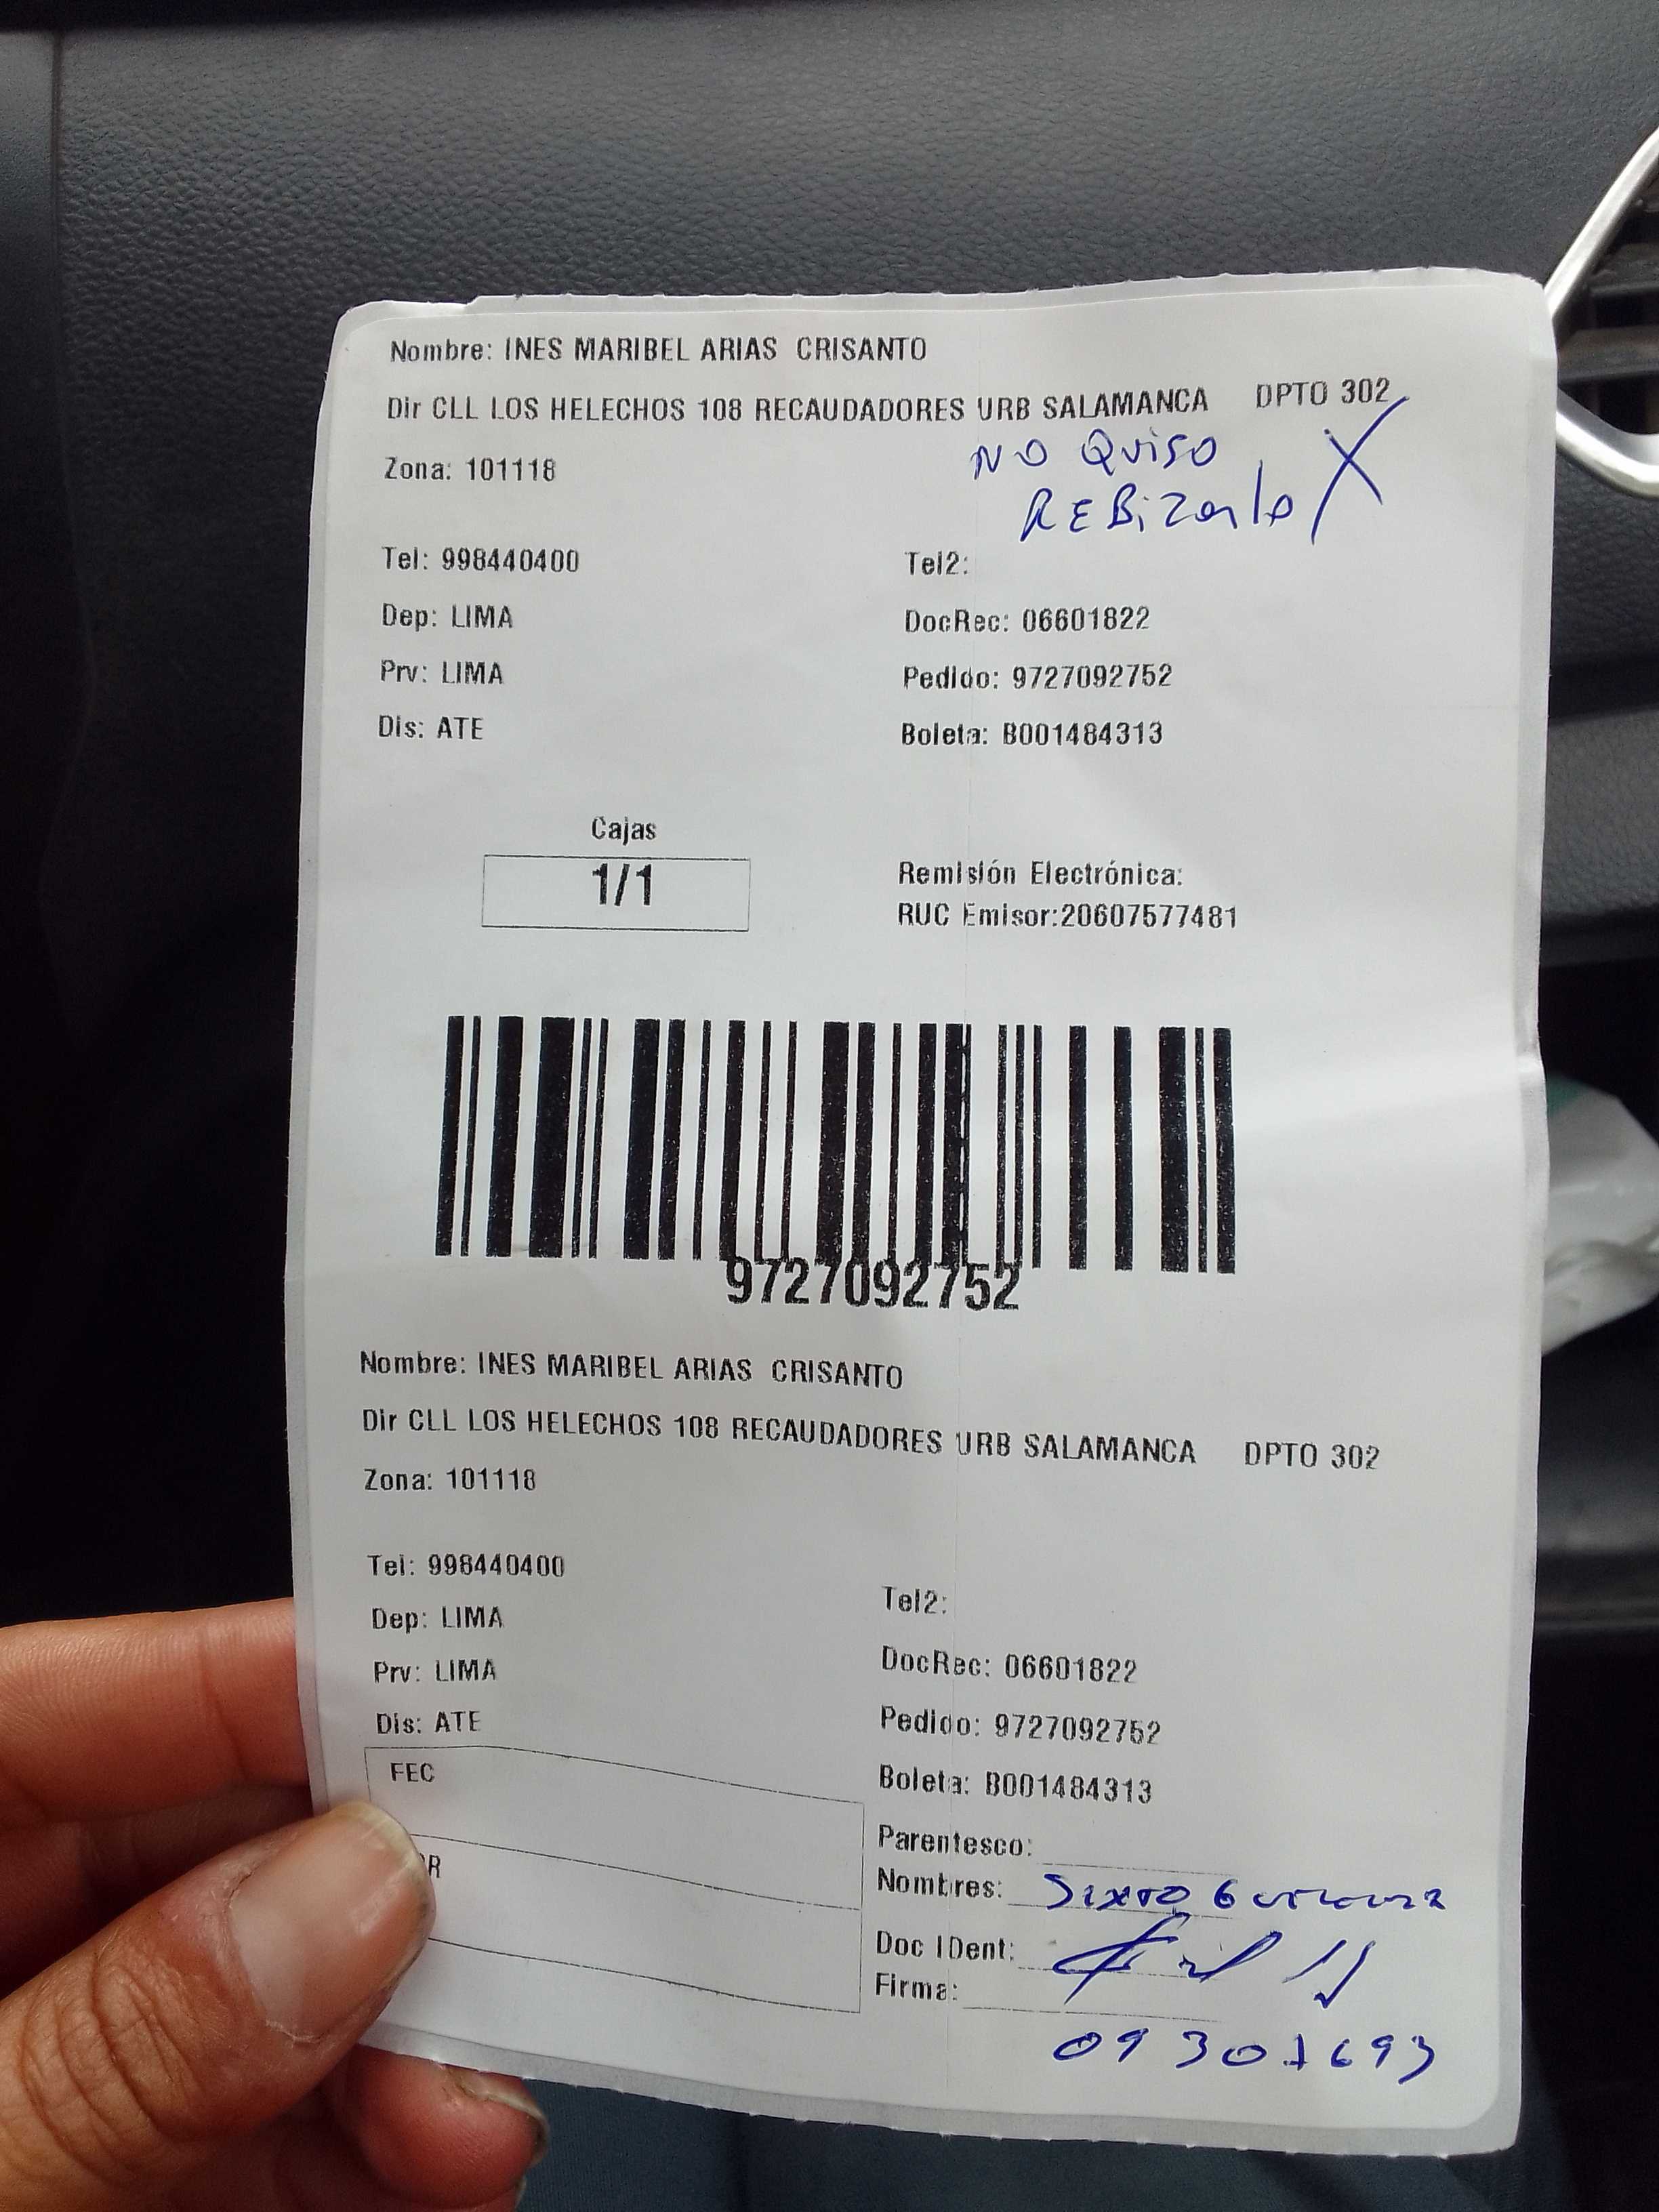 Nombre: INES MARIBEL ARIAS CRISANTO
Dir CLL LOS HELECHOS 108 RECAUDADORES URB SALAMANCA DPTO 302
NO QUISO
Zona: 101118
REBIZARLO X
Tel: 998440400 Tel2:
Dep: LIMA DocRec: 06601822
Prv: LIMA Pedido: 9727092752
Dis: ATE Boleta: B001484313
Cajas
1/1
Remisión Electrónica:
RUC Emisor:20607577481
9727092752
Nombre: INES MARIBEL ARIAS CRISANTO
Dir CLL LOS HELECHOS 108 RECAUDADORES URB SALAMANCA DPTO 302
Zona: 101118
Tel: 998440400 Tel2:
Dep: LIMA
Prv: LIMA DocRec: 06601822
Dis: ATE Pedido: 9727092752
FEC Boleta: B001484313
Parentesco:
Nombres: Sixto
Doc IDent:
Firma:
09301693